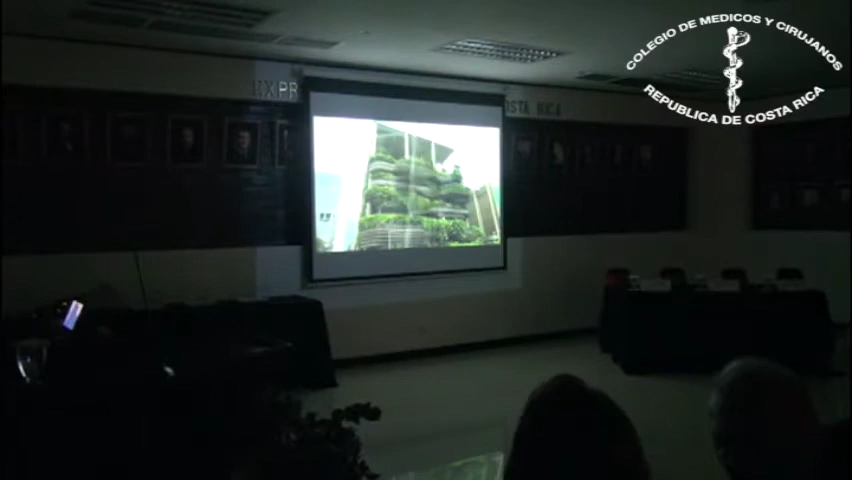 COLEGIO DE MEDICOS Y CIRUJANOS
REPUBLICA DE COSTA RICA
EXPR
OSTA RICA